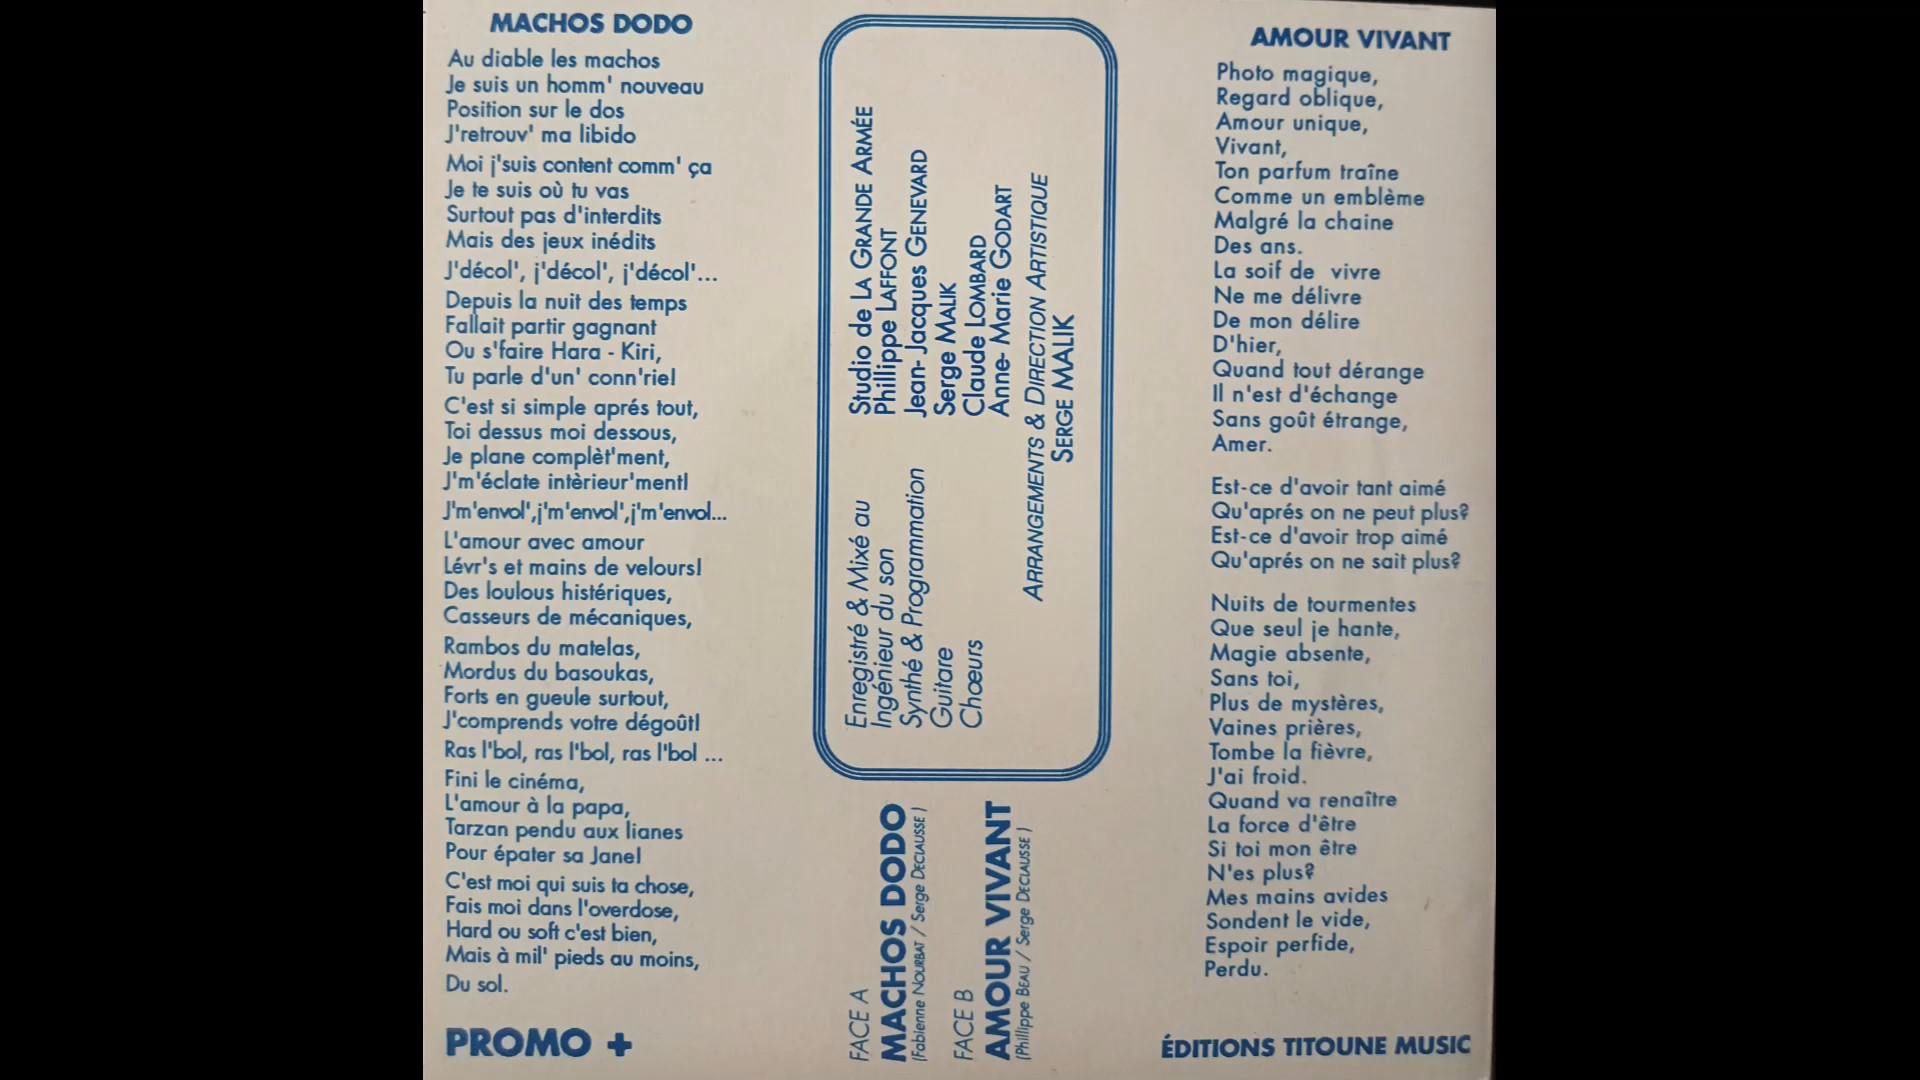 MACHOS DODO
Au diable les machos
Je suis un homm' nouveau
Position sur le dos
J'retrouv' ma libido
Moi j'suis content comm' ça
Je te suis où tu vas
Surtout pas d'interdits
Mais des jeux inédits
J'décol', j'décol', j'décol'...
Depuis la nuit des temps
Fallait partir gagnant
Ou s'faire Hara - Kiri,
Tu parle d'un' conn'rie!
C'est si simple aprés tout,
Toi dessus moi dessous,
Je plane complèt'ment,
J'm'éclate intèrieur'ment!
J'm'envol',j'm'envol',j'm'envol...
L'amour avec amour
Lévr's et mains de velours!
Des loulous histériques,
Casseurs de mécaniques,
Rambos du matelas,
Mordus du basoukas,
Forts en gueule surtout,
J'comprends votre dégoût!
Ras l'bol, ras l'bol, ras l'bol ...
Fini le cinéma,
L'amour à la papa,
Tarzan pendu aux lianes
Pour épater sa Jane!
C'est moi qui suis ta chose,
Fais moi dans l'overdose,
Hard ou soft c'est bien,
Mais à mil' pieds au moins,
Du sol.
PROMO +
Enregistré & Mixé au Studio de LA GRANDE ARMÉE
Ingénieur du son Phillippe LAFFONT
Synthé & Programmation Jean- Jacques GENEVARD
Guitare Serge MALIK
Chœurs Claude LOMBARD
Anne- Marie GODART
ARRANGEMENTS & DIRECTION ARTISTIQUE
SERGE MALIK
FACE A
MACHOS DODO
(Fabienne NOURBAT / Serge DECLAUSSE )
FACE B
AMOUR VIVANT
(Phillippe BEAU / Serge DECLAUSSE )
AMOUR VIVANT
Photo magique,
Regard oblique,
Amour unique,
Vivant,
Ton parfum traîne
Comme un emblème
Malgré la chaine
Des ans.
La soif de vivre
Ne me délivre
De mon délire
D'hier,
Quand tout dérange
Il n'est d'échange
Sans goût étrange,
Amer.
Est-ce d'avoir tant aimé
Qu'aprés on ne peut plus?
Est-ce d'avoir trop aimé
Qu'aprés on ne sait plus?
Nuits de tourmentes
Que seul je hante,
Magie absente,
Sans toi,
Plus de mystères,
Vaines prières,
Tombe la fièvre,
J'ai froid.
Quand va renaître
La force d'être
Si toi mon être
N'es plus?
Mes mains avides
Sondent le vide,
Espoir perfide,
Perdu.
ÉDITIONS TITOUNE MUSIC